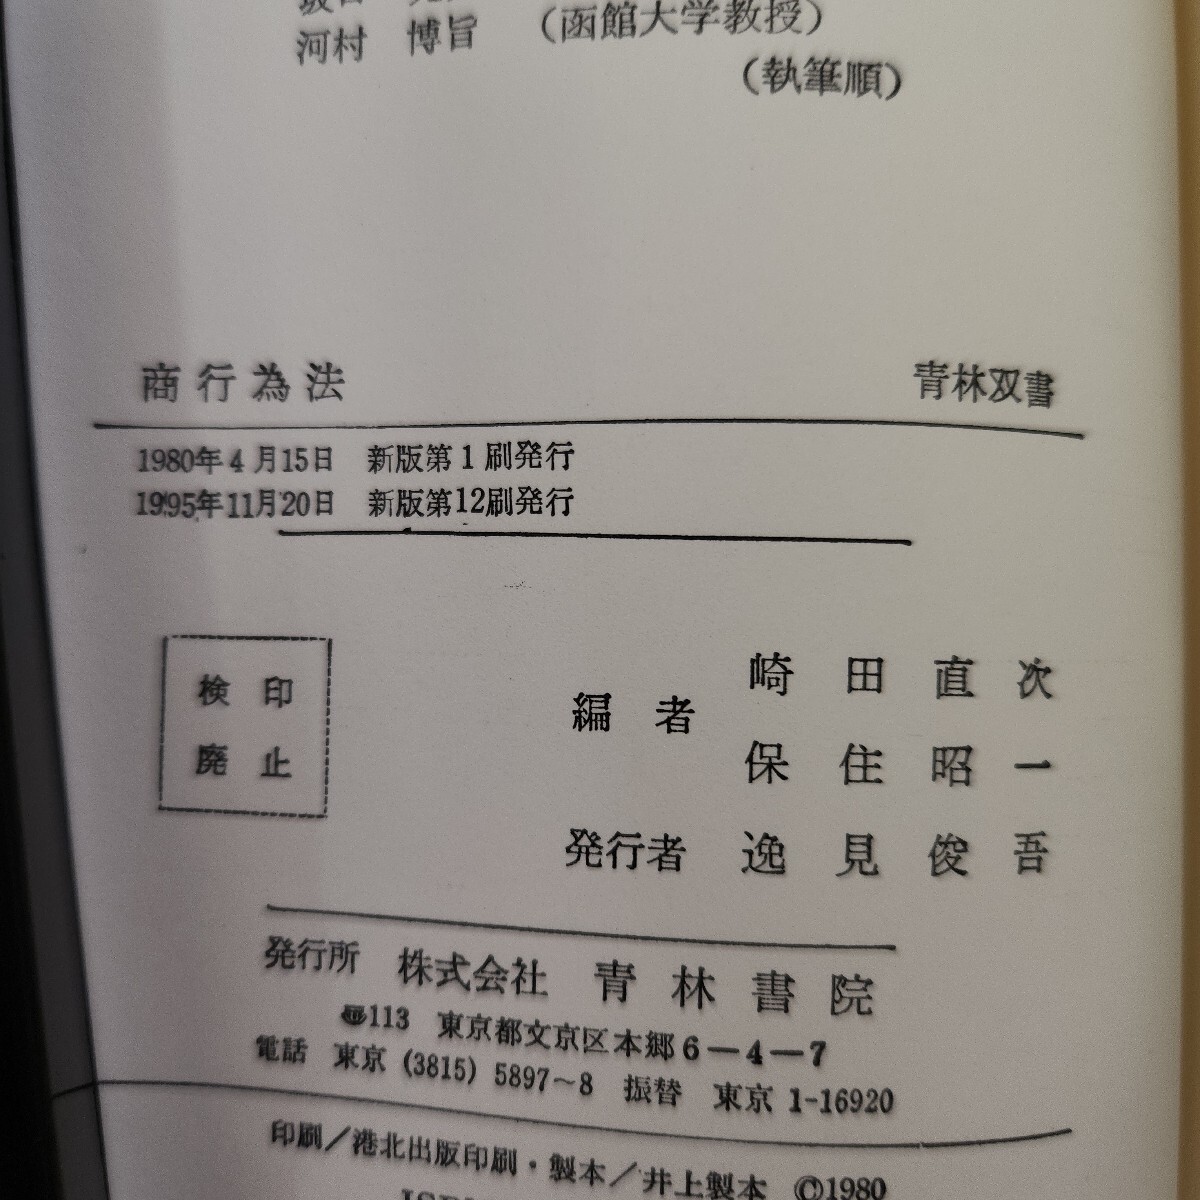 河村 博旨 （函館大学教授）
（執筆順）
商行為法 青林双書
1980年4月15日 新版第1刷発行
1995年11月20日 新版第12刷発行
検印
廃止
編者 崎田直次
保住昭一
発行者 逸見俊吾
発行所 株式会社 青林書院
〠113 東京都文京区本郷6－4－7
電話 東京 (3815) 5897～8 振替 東京 1-16920
印刷／港北出版印刷・製本／井上製本 ©1980